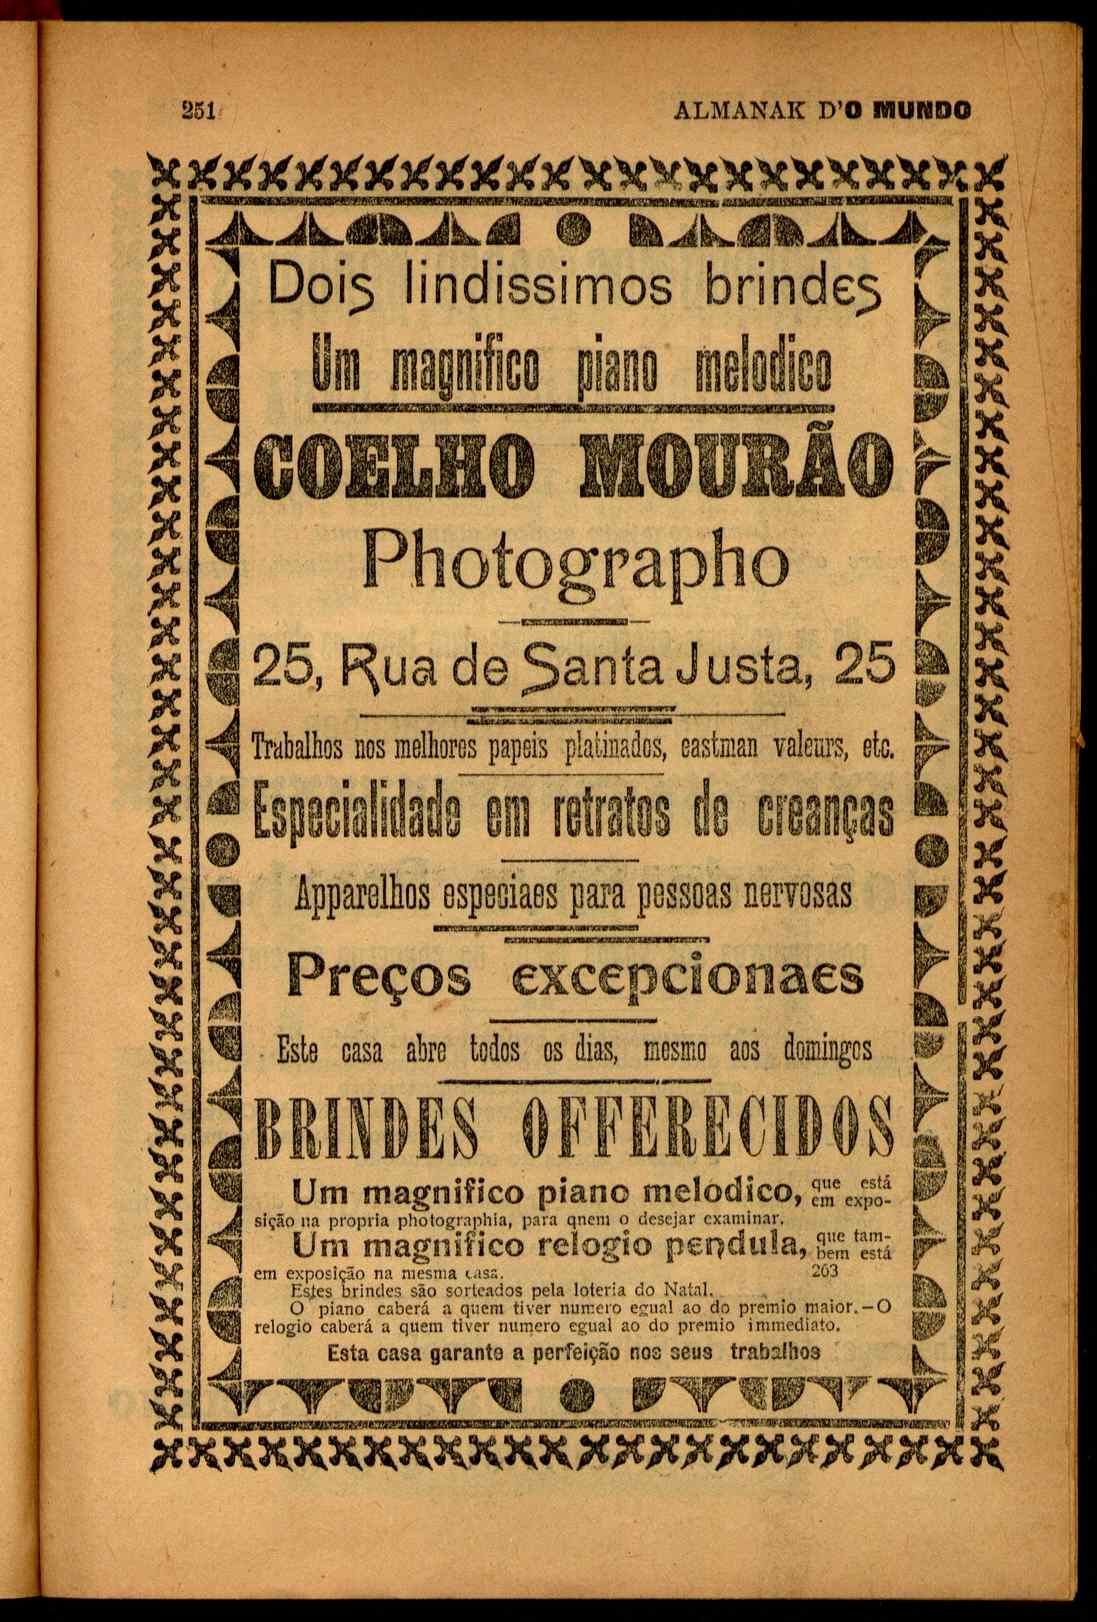 251
ALMANAK D'O MUNDO
Dois lindissimos brindes
Um magnifico piano melodico
COELHO MOURÃO
Photographo
25, Rua de Santa Justa, 25
Trabalhos nos melhores papeis platinados, eastman valeurs, etc.
Especialidade em retratos de creanças
Apparelhos especiaes para pessoas nervosas
Preços excepcionaes
Este casa abre todos os dias, mesmo aos domingos
BRINDES OFFERECIDOS
Um magnifico piano melodico, que está em expo-
sição na propria photographia, para qnem o desejar examinar.
Um magnifico relogio pendula, que tam-bem está
em exposição na mesma casa. 263
Estes brindes são sorteados pela loteria do Natal.
O piano caberá a quem tiver numero egual ao do premio maior.—O
relogio caberá a quem tiver numero egual ao do premio immediato.
Esta casa garante a perfeição nos seus trabalhos